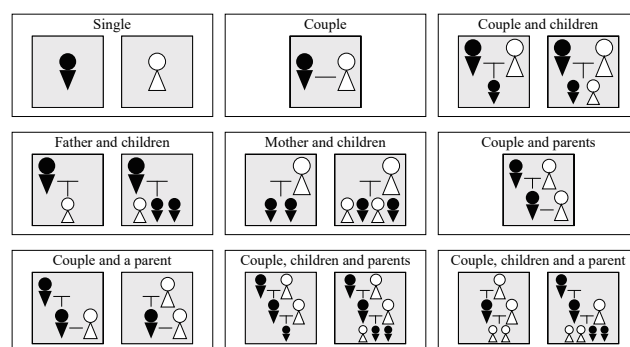 Single
Couple
Couple and children
Father and children
Mother and children
Couple and parents
Couple and a parent
Couple, children and parents
Couple, children and a parent